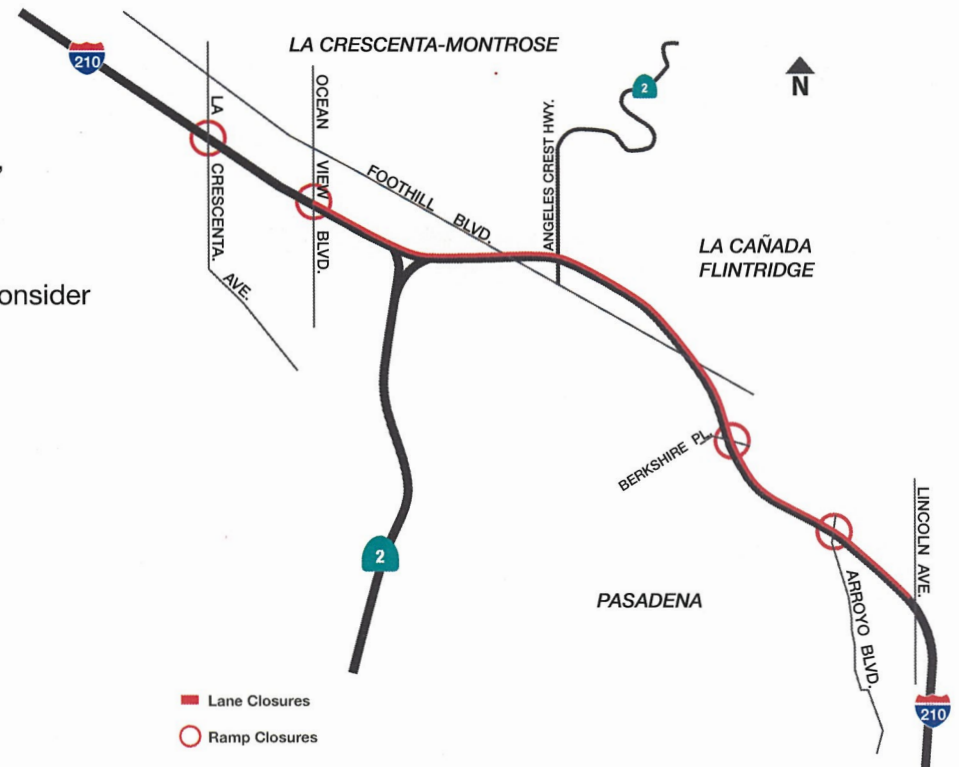 210
LA CRESCENTA-MONTROSE
2
N
LA CRESCENTA AVE.
OCEAN VIEW BLVD.
FOOTHILL BLVD.
ANGELES CREST HWY.
LA CAÑADA
FLINTRIDGE
onsider
BERKSHIRE PL.
LINCOLN AVE.
2
PASADENA
ARROYO BLVD.
Lane Closures
Ramp Closures
210